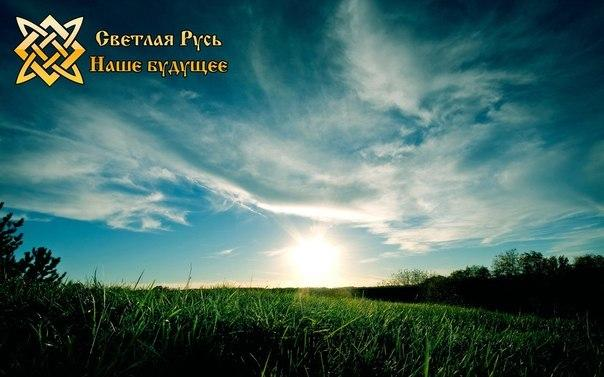 Светлая Русь
Наше будущее